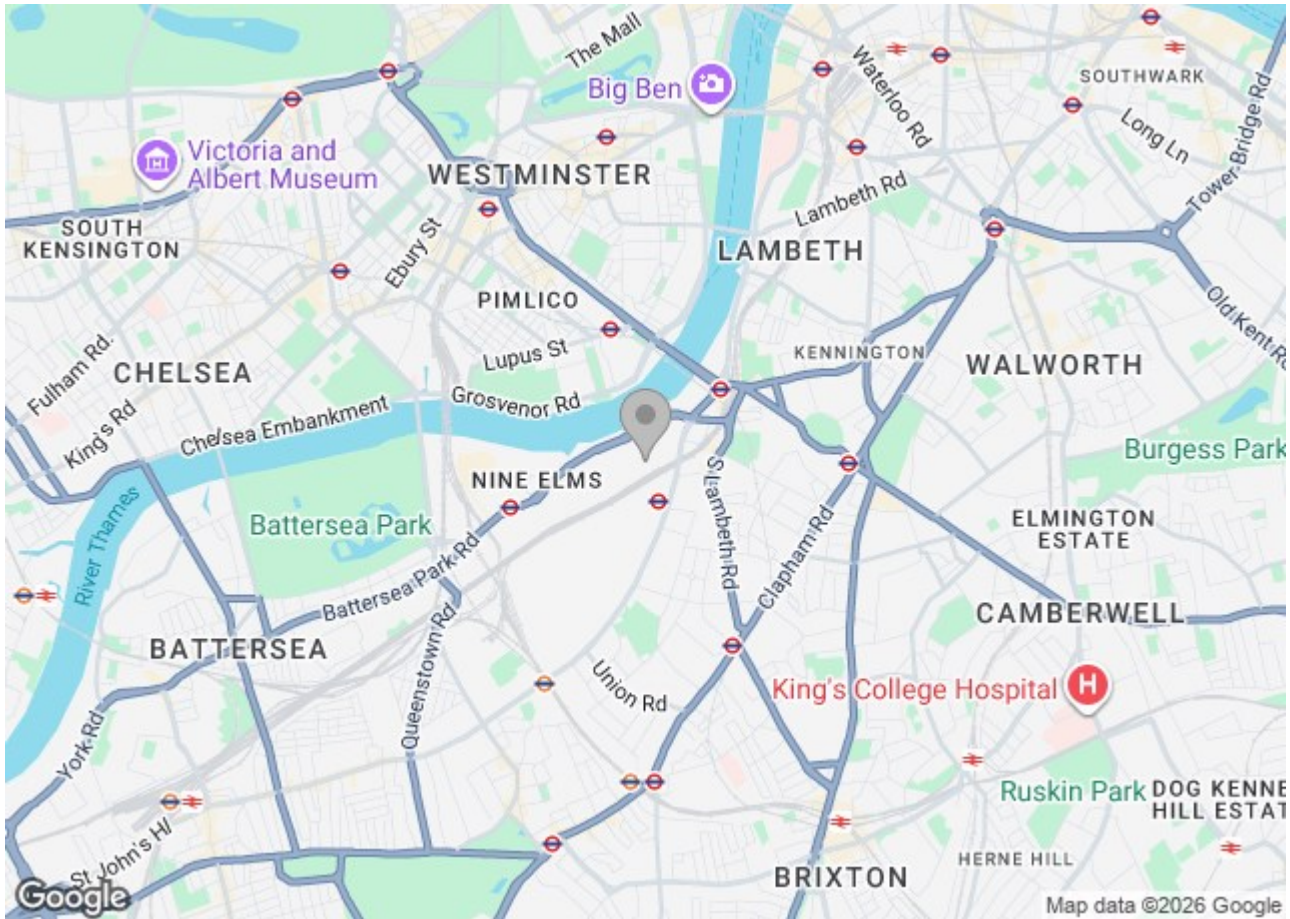 The Mall
Big Ben
Waterloo Rd
SOUTHWARK
Long Ln
Tower Bridge Rd
Victoria and
Albert Museum
WESTMINSTER
Lambeth Rd
SOUTH
KENSINGTON
Ebury St
LAMBETH
PIMLICO
Old Kent Rd
Lupus St
KENNINGTON
WALWORTH
Fulham Rd.
CHELSEA
King's Rd
Chelsea Embankment
Grosvenor Rd
Burgess Park
NINE ELMS
S Lambeth Rd
Battersea Park
ELMINGTON
ESTATE
River Thames
Clapham Rd
Battersea Park Rd
CAMBERWELL
BATTERSEA
Queenstown Rd
Union Rd
King's College Hospital
H
York Rd
Ruskin Park
DOG KENNE
HILL ESTAT
St John's Hl
HERNE HILL
BRIXTON
Google
Map data ©2026 Google